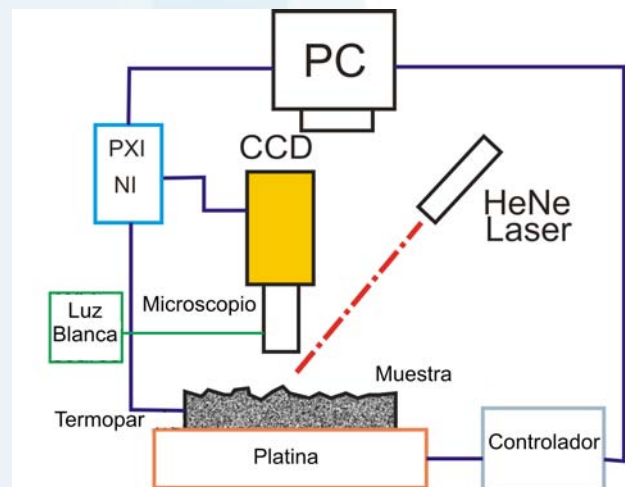 PC
PXI
NI
CCD
HeNe
Laser
Luz
Blanca
Microscopio
Muestra
Termopar
Platina
Controlador